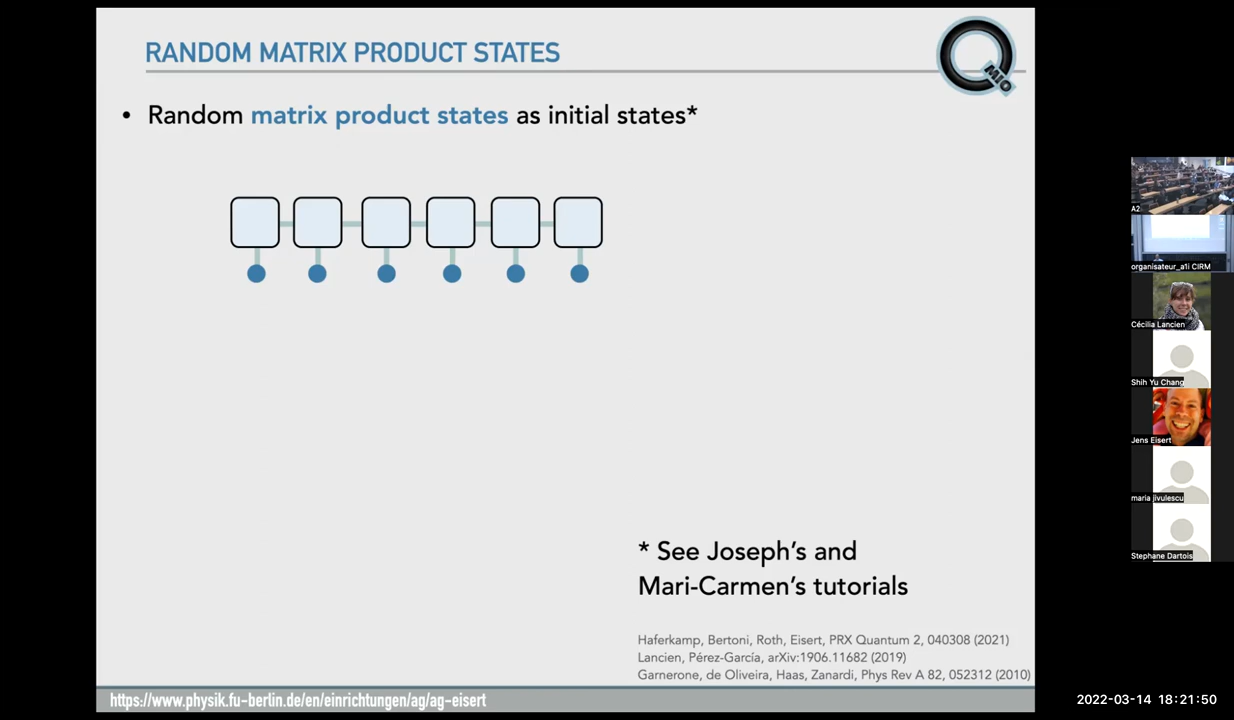 RANDOM MATRIX PRODUCT STATES
QMIO
• Random matrix product states as initial states*
* See Joseph's and
Mari-Carmen's tutorials
Haferkamp, Bertoni, Roth, Eisert, PRX Quantum 2, 040308 (2021)
Lancien, Pérez-García, arXiv:1906.11682 (2019)
Garnerone, de Oliveira, Haas, Zanardi, Phys Rev A 82, 052312 (2010)
https://www.physik.fu-berlin.de/en/einrichtungen/ag/ag-eisert
A2
organisateur_a1i CIRM
Cécilia Lancien
Shih Yu Chang
Jens Eisert
maria jivulescu
Stephane Dartois
2022-03-14 18:21:50